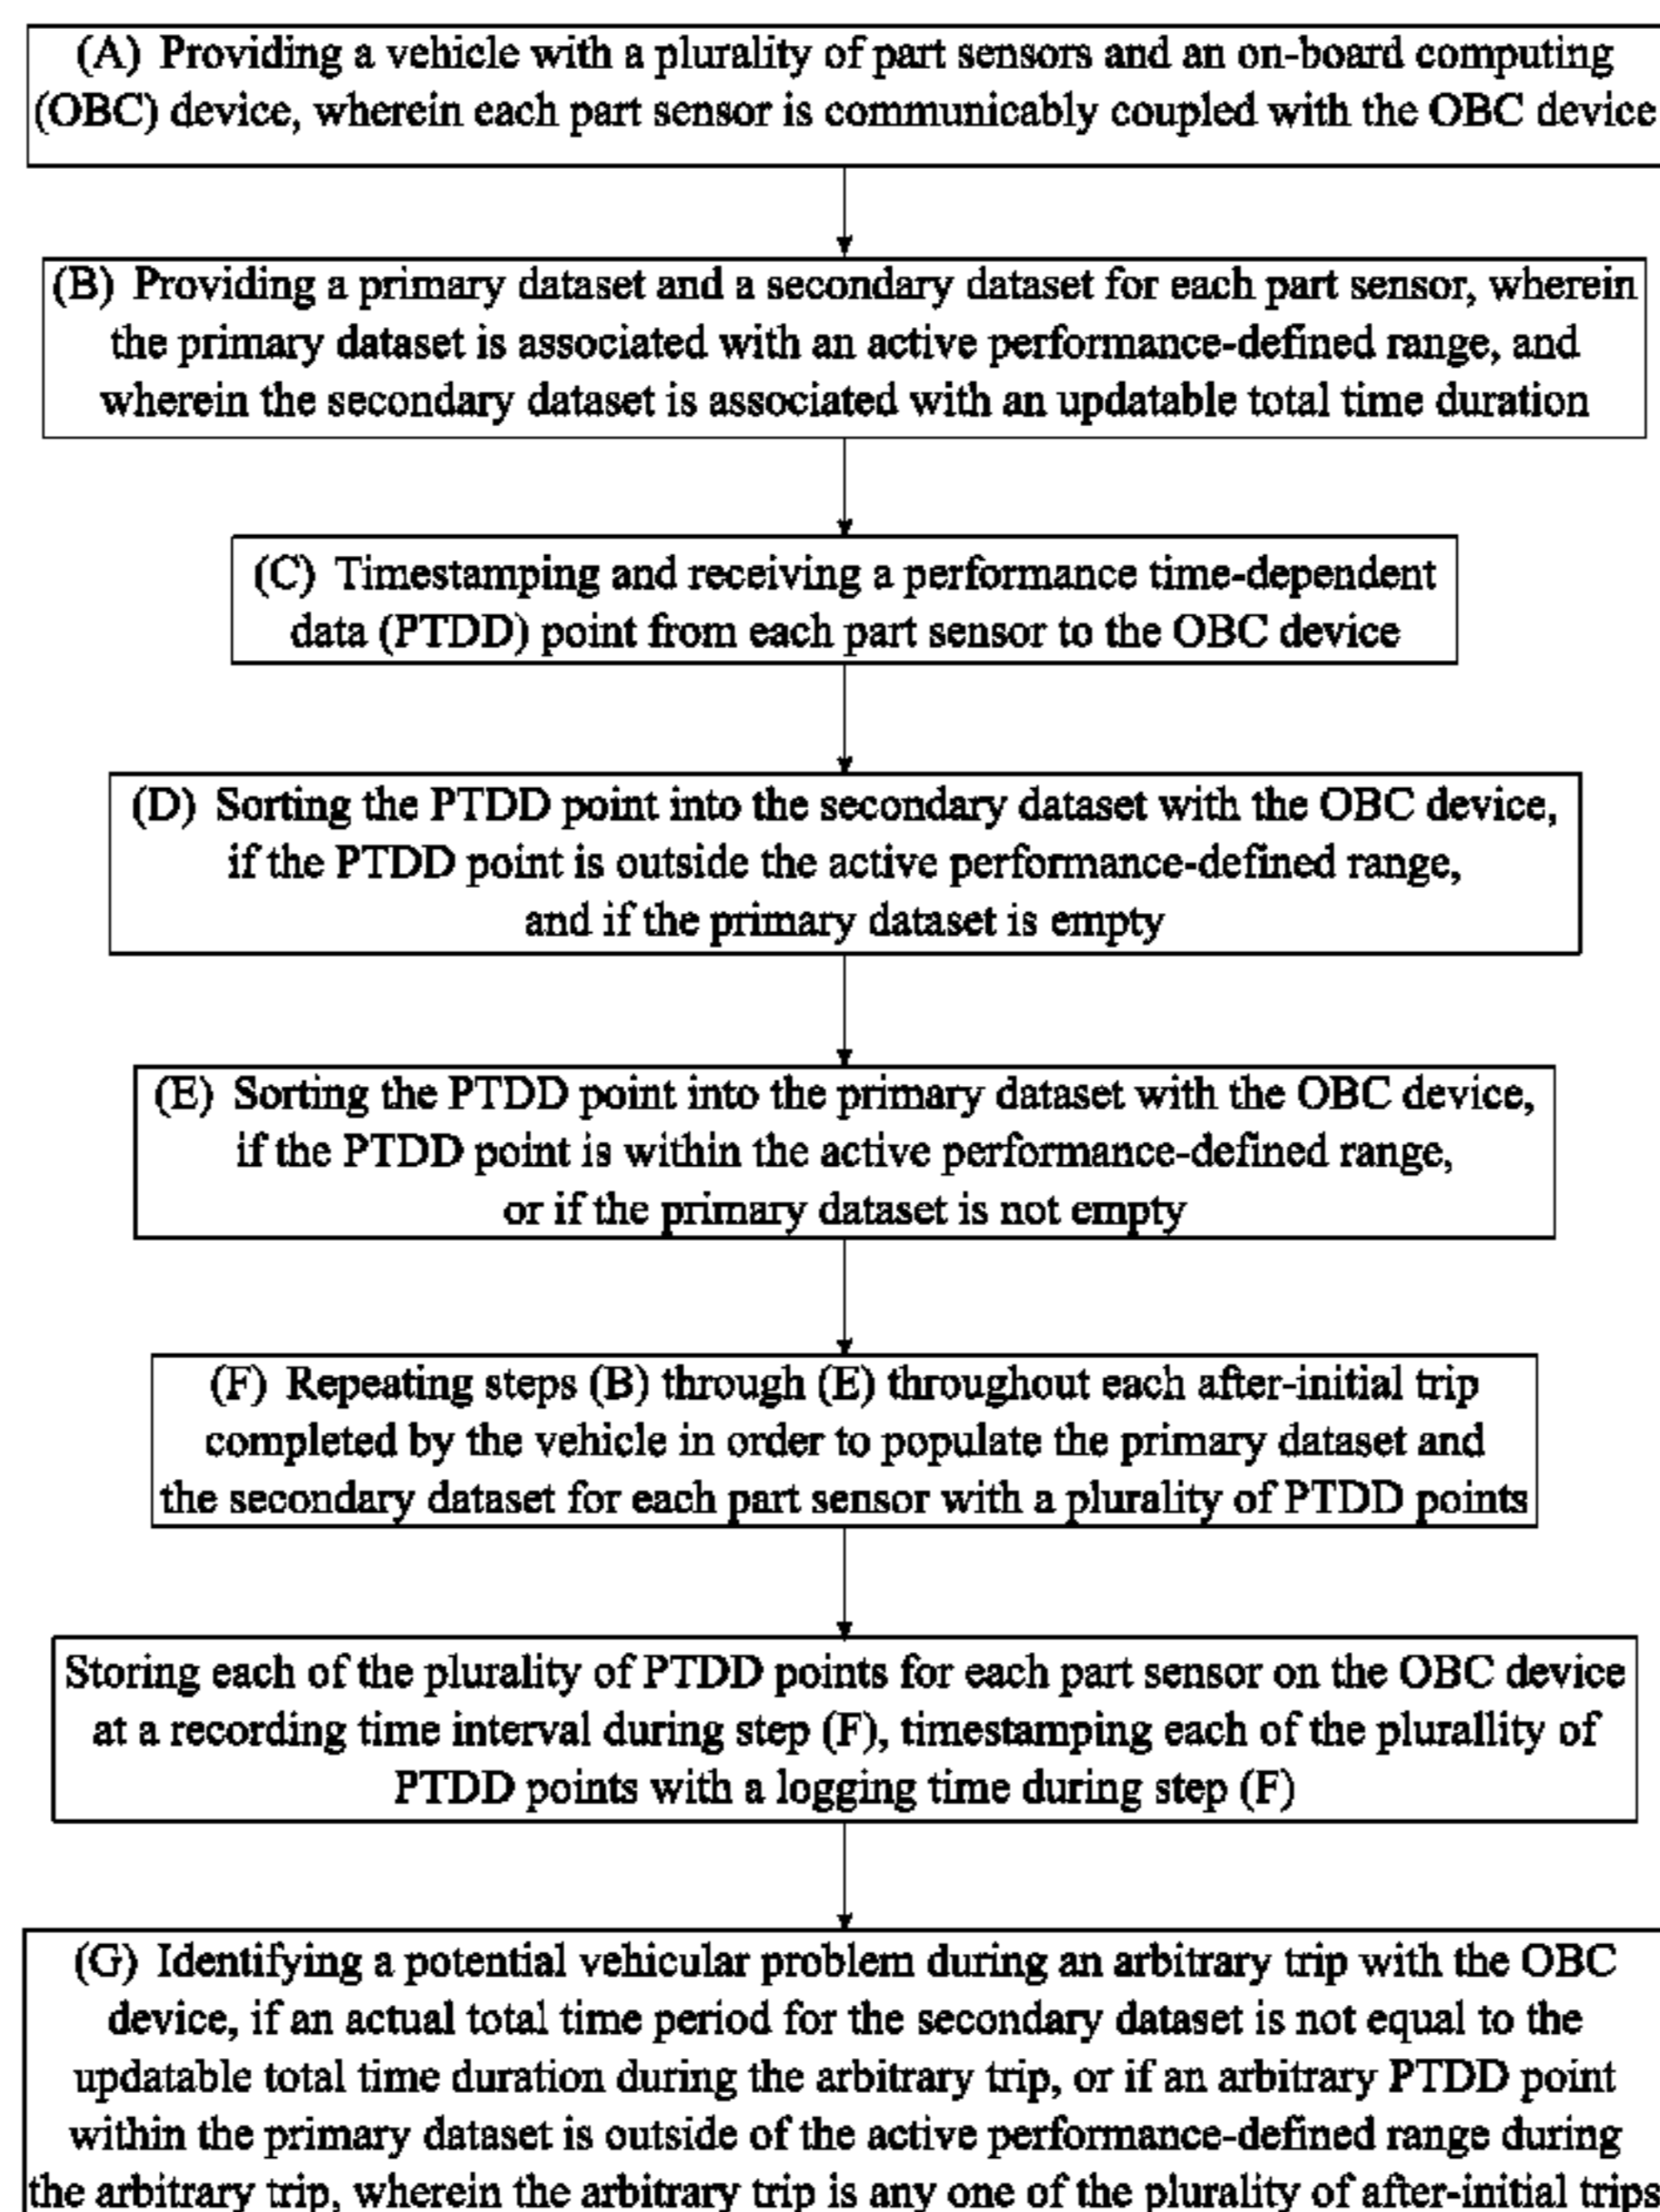 (A) Providing a vehicle with a plurality of part sensors and an on-board computing
(OBC) device, wherein each part sensor is communicably coupled with the OBC device
(B) Providing a primary dataset and a secondary dataset for each part sensor, wherein
the primary dataset is associated with an active performance-defined range, and
wherein the secondary dataset is associated with an updatable total time duration
(C) Timestamping and receiving a performance time-dependent
data (PTDD) point from each part sensor to the OBC device
(D) Sorting the PTDD point into the secondary dataset with the OBC device,
if the PTDD point is outside the active performance-defined range,
and if the primary dataset is empty
(E) Sorting the PTDD point into the primary dataset with the OBC device,
if the PTDD point is within the active performance-defined range,
or if the primary dataset is not empty
(F) Repeating steps (B) through (E) throughout each after-initial trip
completed by the vehicle in order to populate the primary dataset and
the secondary dataset for each part sensor with a plurality of PTDD points
Storing each of the plurality of PTDD points for each part sensor on the OBC device
at a recording time interval during step (F), timestamping each of the plurallity of
PTDD points with a logging time during step (F)
(G) Identifying a potential vehicular problem during an arbitrary trip with the OBC
device, if an actual total time period for the secondary dataset is not equal to the
updatable total time duration during the arbitrary trip, or if an arbitrary PTDD point
within the primary dataset is outside of the active performance-defined range during
the arbitrary trip, wherein the arbitrary trip is any one of the plurality of after-initial trips